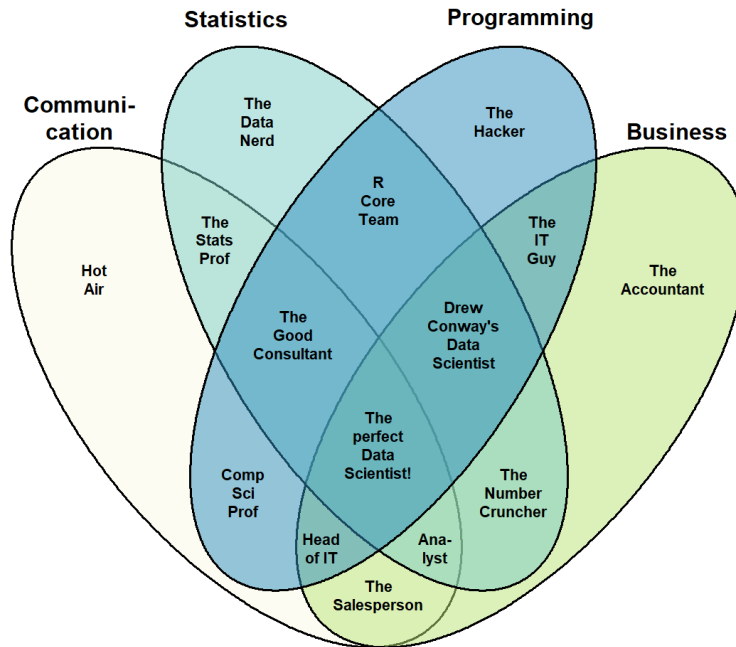 Statistics
Programming
Communi-
cation
Business
The
Data
Nerd
The
Hacker
R
Core
Team
The
Stats
Prof
The
IT
Guy
Hot
Air
The
Accountant
The
Good
Consultant
Drew
Conway's
Data
Scientist
The
perfect
Data
Scientist!
Comp
Sci
Prof
The
Number
Cruncher
Head
of IT
Ana-
lyst
The
Salesperson